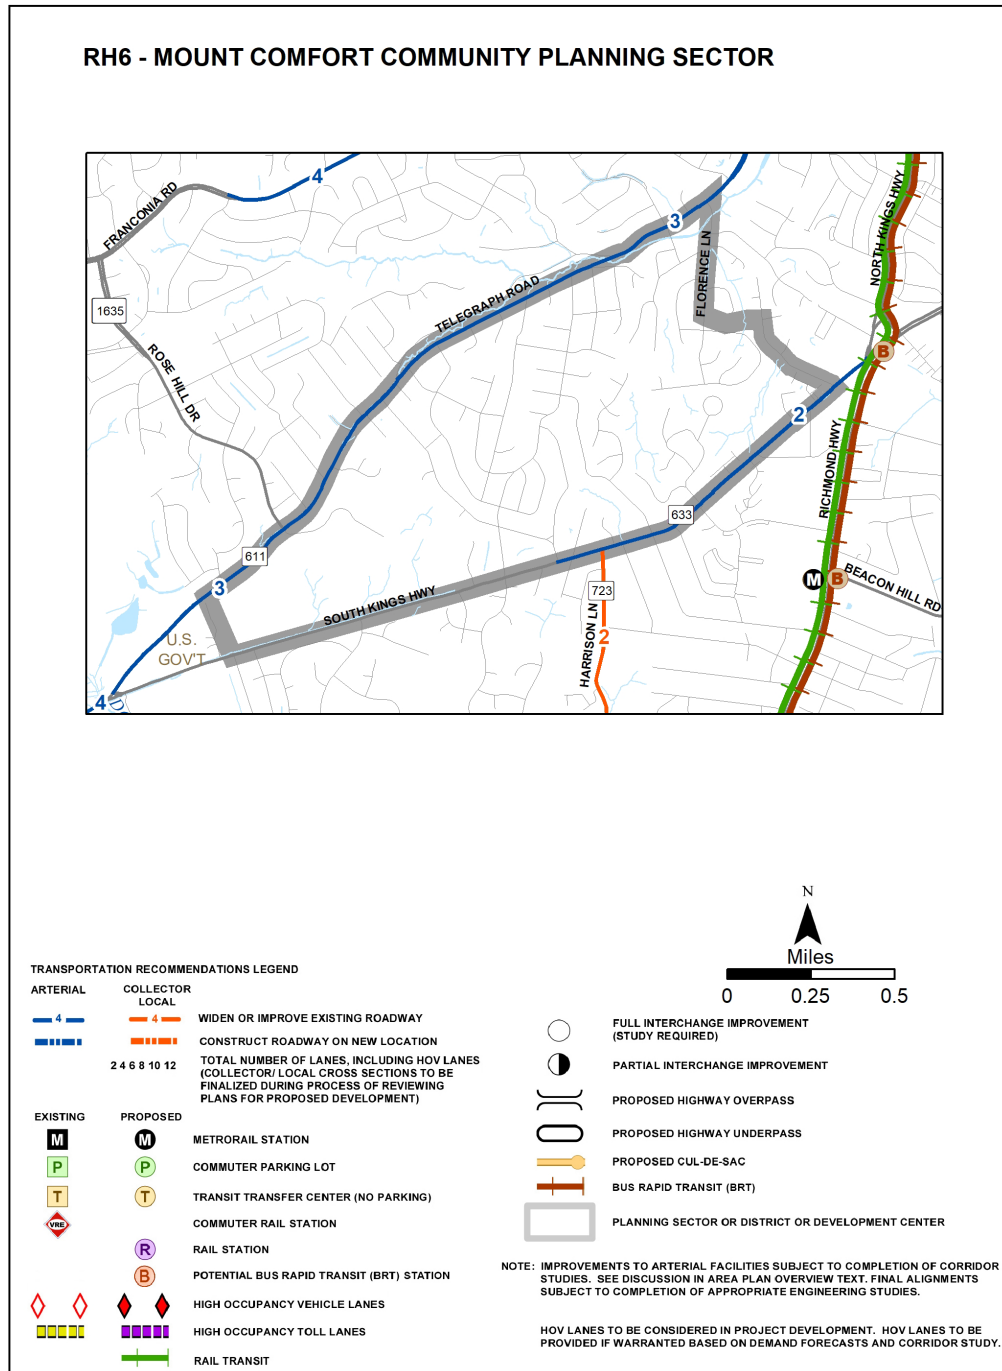 RH6 - MOUNT COMFORT COMMUNITY PLANNING SECTOR
FRANCONIA RD
4
1635
ROSE HILL DR
TELEGRAPH ROAD
3
FLORENCE LN
NORTH KINGS HWY
B
2
RICHMOND HWY
633
611
3
SOUTH KINGS HWY
723
HARRISON LN
2
M
B
BEACON HILL RD
U.S.
GOV'T
4
N
Miles
0 0.25 0.5
TRANSPORTATION RECOMMENDATIONS LEGEND
ARTERIAL
COLLECTOR
LOCAL
4 4 WIDEN OR IMPROVE EXISTING ROADWAY
CONSTRUCT ROADWAY ON NEW LOCATION
2 4 6 8 10 12 TOTAL NUMBER OF LANES, INCLUDING HOV LANES
(COLLECTOR/ LOCAL CROSS SECTIONS TO BE
FINALIZED DURING PROCESS OF REVIEWING
PLANS FOR PROPOSED DEVELOPMENT)
EXISTING PROPOSED
M M METRORAIL STATION
P P COMMUTER PARKING LOT
T T TRANSIT TRANSFER CENTER (NO PARKING)
VRE COMMUTER RAIL STATION
R RAIL STATION
B POTENTIAL BUS RAPID TRANSIT (BRT) STATION
HIGH OCCUPANCY VEHICLE LANES
HIGH OCCUPANCY TOLL LANES
RAIL TRANSIT
FULL INTERCHANGE IMPROVEMENT
(STUDY REQUIRED)
PARTIAL INTERCHANGE IMPROVEMENT
PROPOSED HIGHWAY OVERPASS
PROPOSED HIGHWAY UNDERPASS
PROPOSED CUL-DE-SAC
BUS RAPID TRANSIT (BRT)
PLANNING SECTOR OR DISTRICT OR DEVELOPMENT CENTER
NOTE: IMPROVEMENTS TO ARTERIAL FACILITIES SUBJECT TO COMPLETION OF CORRIDOR
STUDIES. SEE DISCUSSION IN AREA PLAN OVERVIEW TEXT. FINAL ALIGNMENTS
SUBJECT TO COMPLETION OF APPROPRIATE ENGINEERING STUDIES.
HOV LANES TO BE CONSIDERED IN PROJECT DEVELOPMENT. HOV LANES TO BE
PROVIDED IF WARRANTED BASED ON DEMAND FORECASTS AND CORRIDOR STUDY.